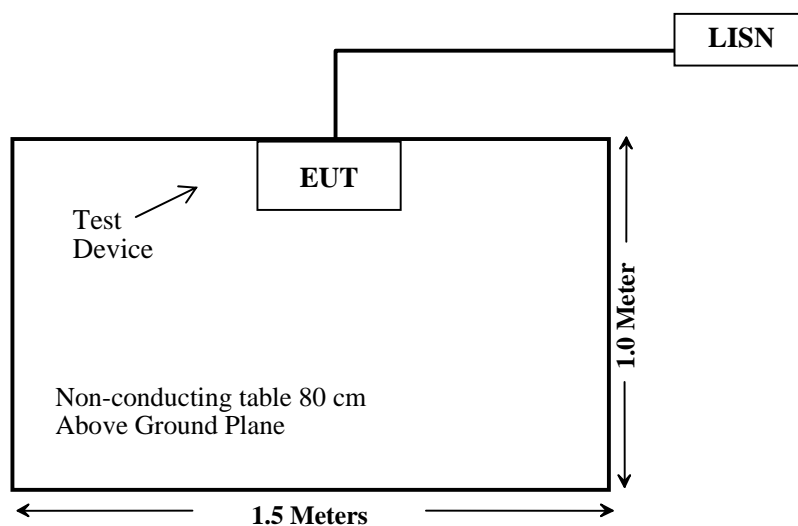 LISN
EUT
Test
Device
1.0 Meter
Non-conducting table 80 cm
Above Ground Plane
1.5 Meters